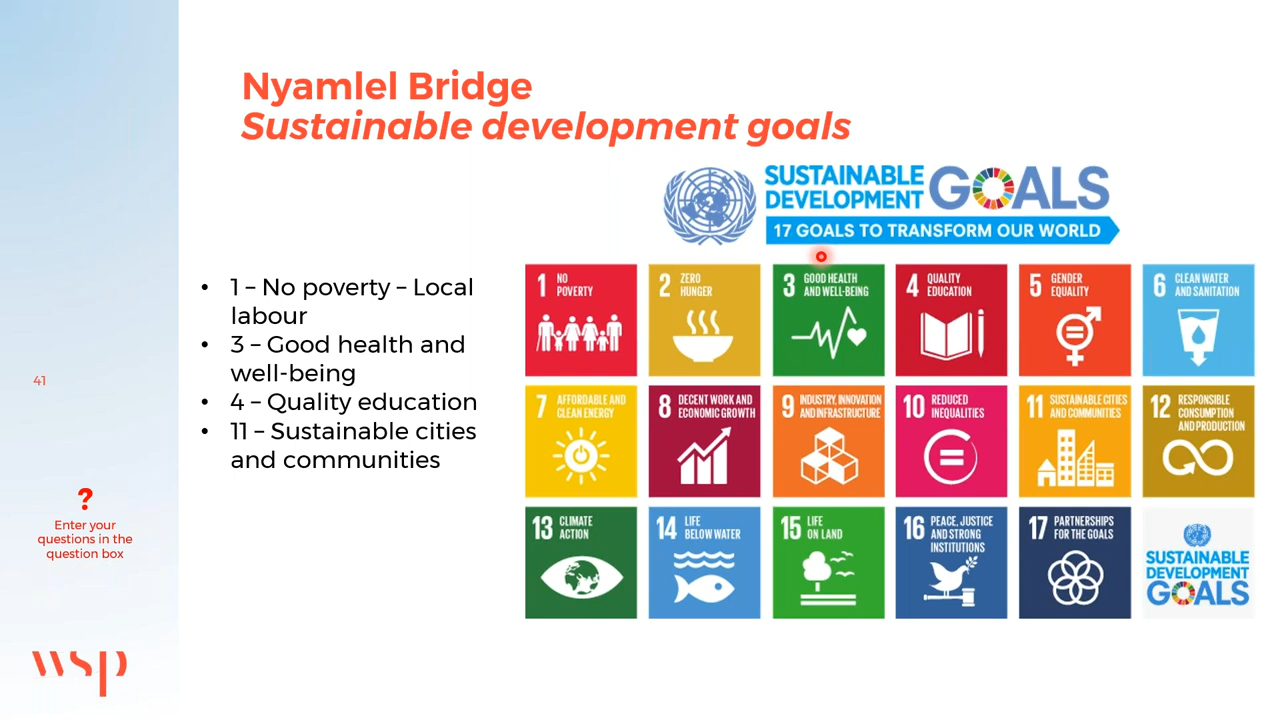 Nyamlel Bridge
Sustainable development goals
SUSTAINABLE
DEVELOPMENT GOALS
17 GOALS TO TRANSFORM OUR WORLD
• 1 – No poverty – Local
labour
• 3 – Good health and
well-being
• 4 – Quality education
• 11 – Sustainable cities
and communities
1 NO
POVERTY
2 ZERO
HUNGER
3 GOOD HEALTH
AND WELL-BEING
4 QUALITY
EDUCATION
5 GENDER
EQUALITY
6 CLEAN WATER
AND SANITATION
7 AFFORDABLE AND
CLEAN ENERGY
8 DECENT WORK AND
ECONOMIC GROWTH
9 INDUSTRY, INNOVATION
AND INFRASTRUCTURE
10 REDUCED
INEQUALITIES
11 SUSTAINABLE CITIES
AND COMMUNITIES
12 RESPONSIBLE
CONSUMPTION
AND PRODUCTION
13 CLIMATE
ACTION
14 LIFE
BELOW WATER
15 LIFE
ON LAND
16 PEACE, JUSTICE
AND STRONG
INSTITUTIONS
17 PARTNERSHIPS
FOR THE GOALS
SUSTAINABLE
DEVELOPMENT
GOALS
41
?
Enter your
questions in the
question box
wsp